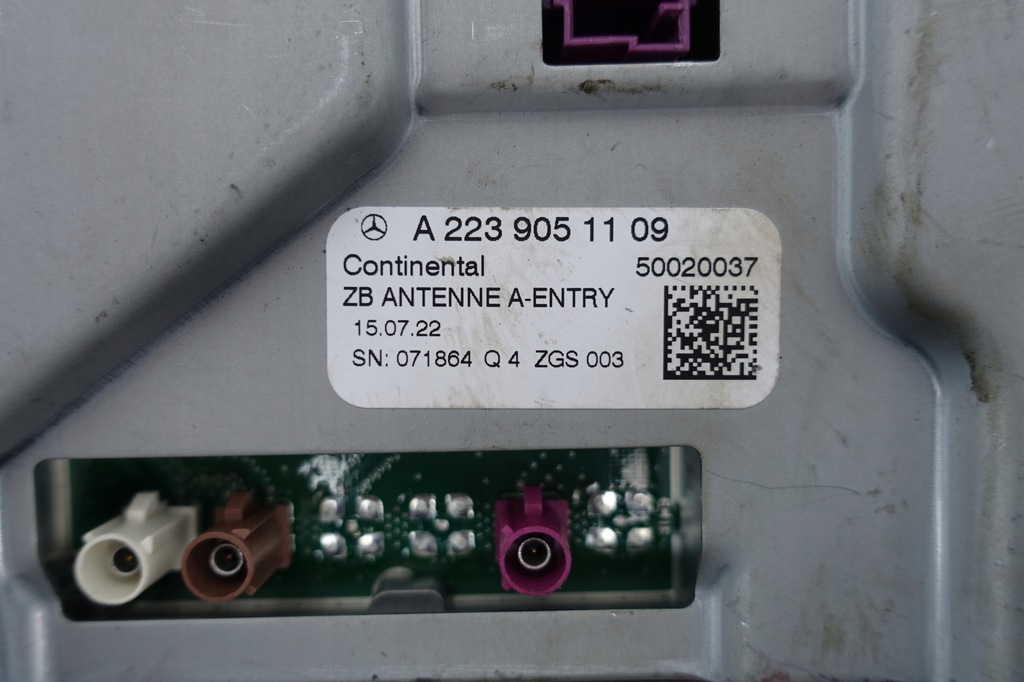 A 223 905 11 09
Continental 50020037
ZB ANTENNE A-ENTRY
15.07.22
SN: 071864 Q 4 ZGS 003